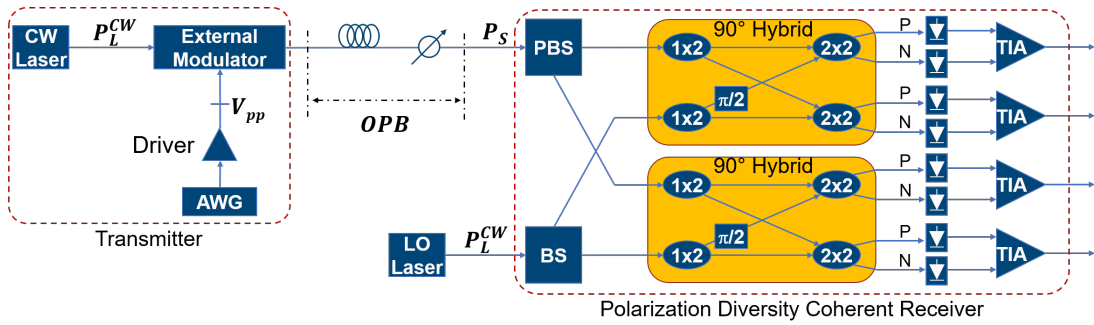 CW
Laser
P_L^CW
External
Modulator
V_pp
Driver
AWG
Transmitter
OPB
P_S
LO
Laser
P_L^CW
PBS
BS
90° Hybrid
1x2
2x2
1x2
π/2
2x2
P
N
P
N
TIA
TIA
90° Hybrid
1x2
2x2
1x2
π/2
2x2
P
N
P
N
TIA
TIA
Polarization Diversity Coherent Receiver